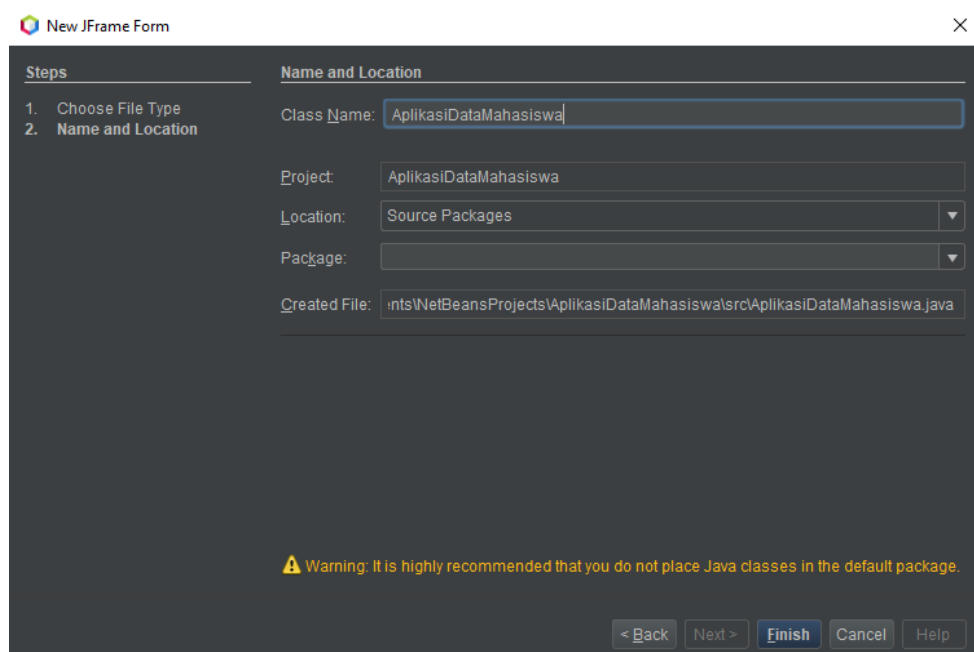 New JFrame Form
Steps
1. Choose File Type
2. Name and Location
Name and Location
Class Name: AplikasiDataMahasiswa
Project: AplikasiDataMahasiswa
Location: Source Packages
Package:
Created File: nts\NetBeansProjects\AplikasiDataMahasiswa\src\AplikasiDataMahasiswa.java
Warning: It is highly recommended that you do not place Java classes in the default package.
< Back Next > Finish Cancel Help